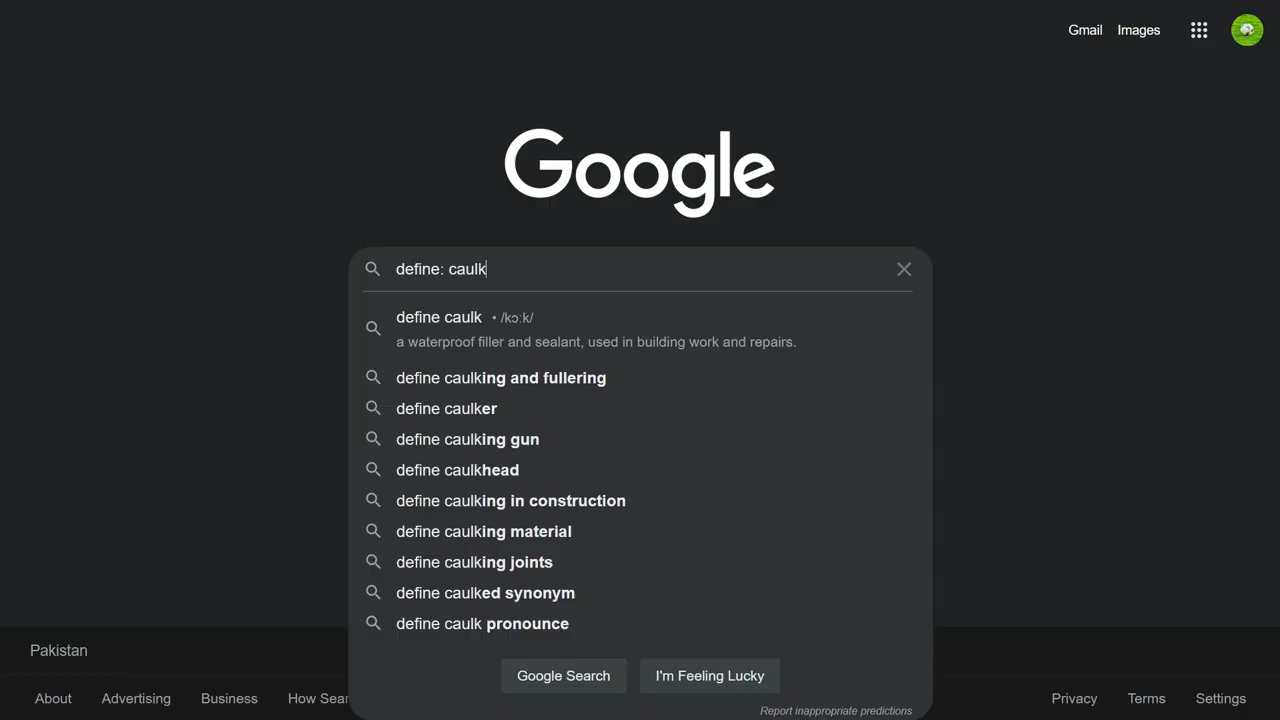 Gmail Images
Google
define: caulk
define caulk • /kɔːk/
a waterproof filler and sealant, used in building work and repairs.
define caulking and fullering
define caulker
define caulking gun
define caulkhead
define caulking in construction
define caulking material
define caulking joints
define caulked synonym
define caulk pronounce
Google Search I'm Feeling Lucky
Report inappropriate predictions
Pakistan
About Advertising Business How Sear
Privacy Terms Settings